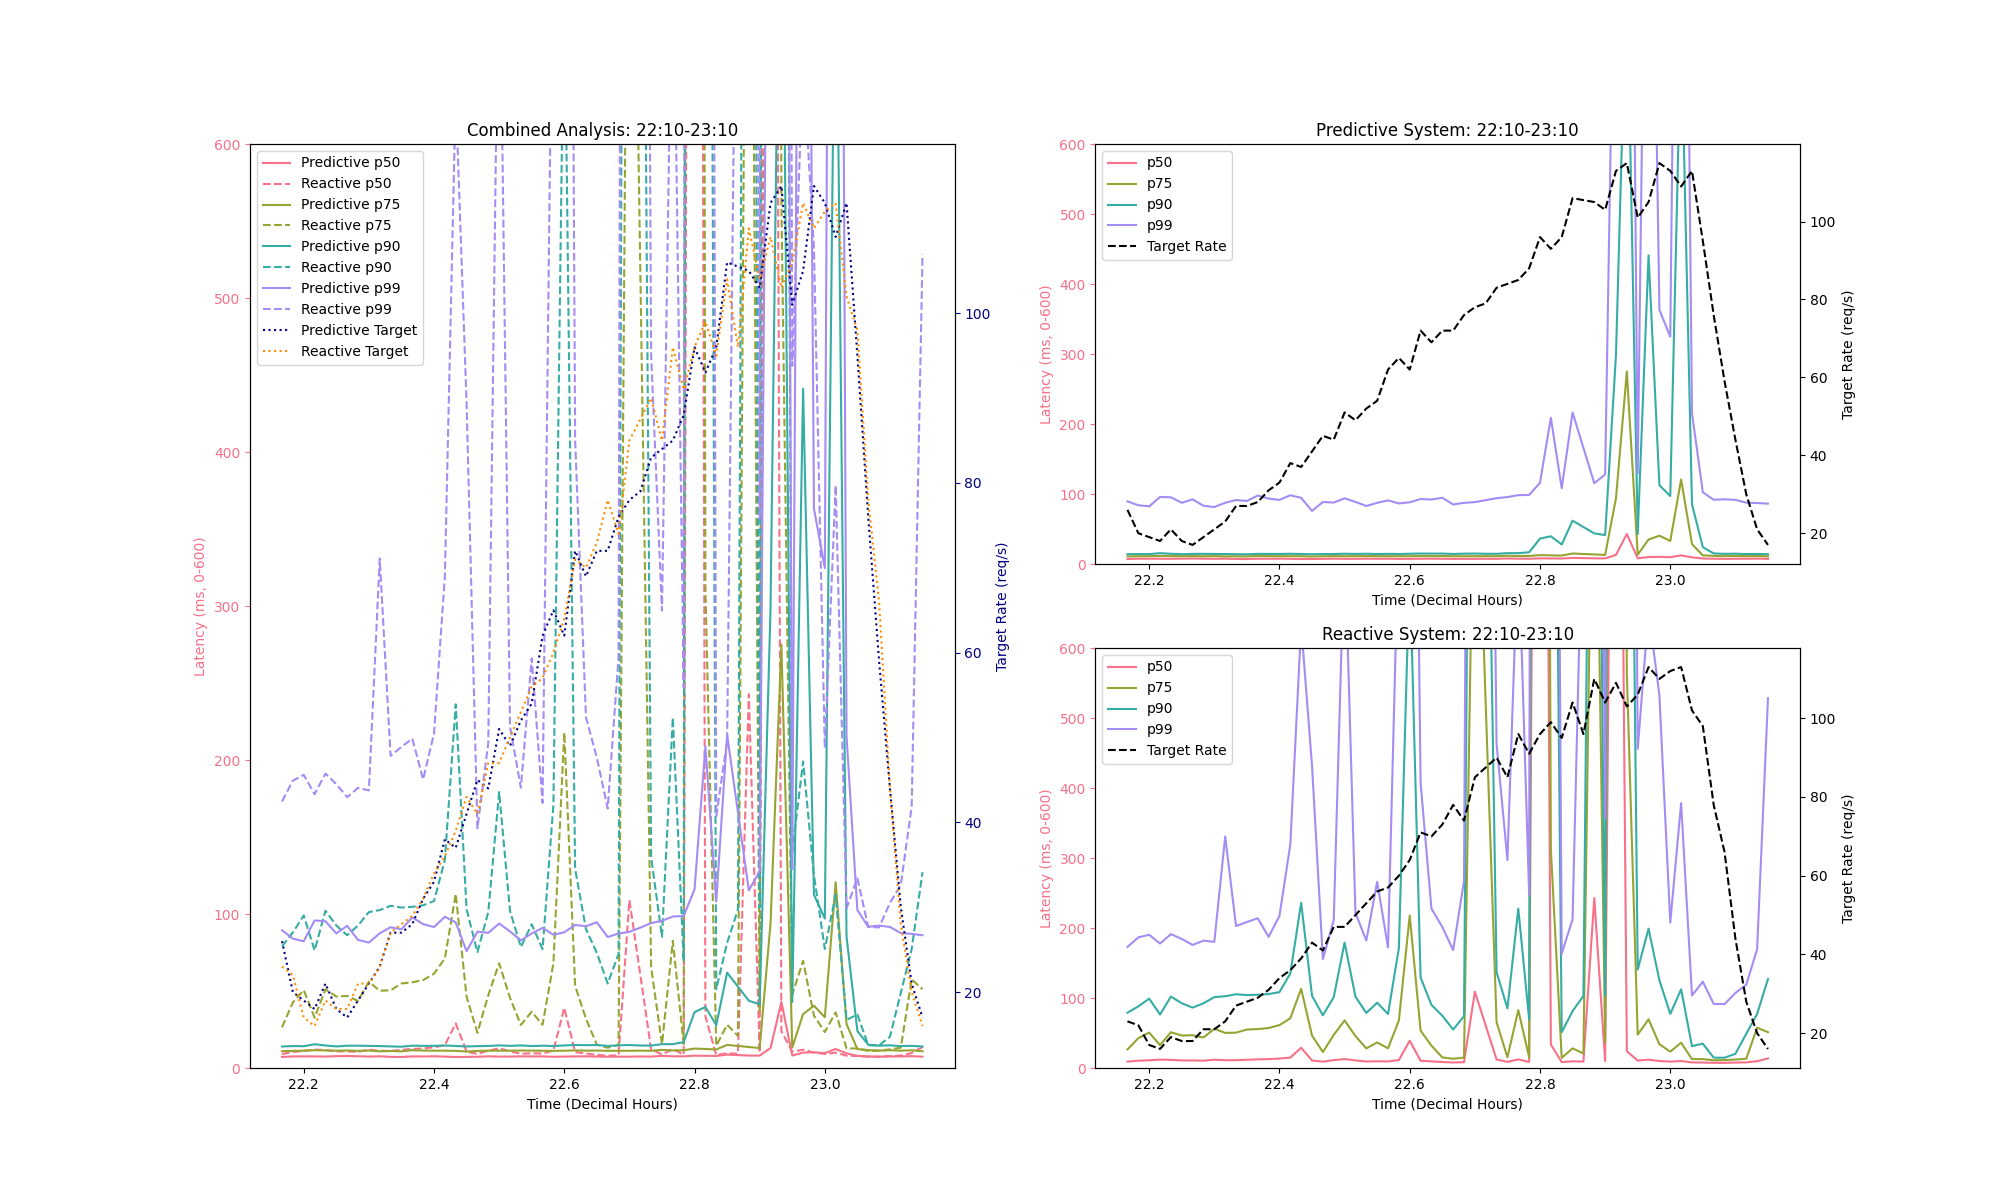 Combined Analysis: 22:10-23:10
600
500
400
300
200
100
0
Latency (ms, 0-600)
Predictive p50
Reactive p50
Predictive p75
Reactive p75
Predictive p90
Reactive p90
Predictive p99
Reactive p99
Predictive Target
Reactive Target
100
80
60
40
20
Target Rate (req/s)
22.2 22.4 22.6 22.8 23.0
Time (Decimal Hours)
Predictive System: 22:10-23:10
600
500
400
300
200
100
0
Latency (ms, 0-600)
p50
p75
p90
p99
Target Rate
100
80
60
40
20
Target Rate (req/s)
22.2 22.4 22.6 22.8 23.0
Time (Decimal Hours)
Reactive System: 22:10-23:10
600
500
400
300
200
100
0
Latency (ms, 0-600)
p50
p75
p90
p99
Target Rate
100
80
60
40
20
Target Rate (req/s)
22.2 22.4 22.6 22.8 23.0
Time (Decimal Hours)